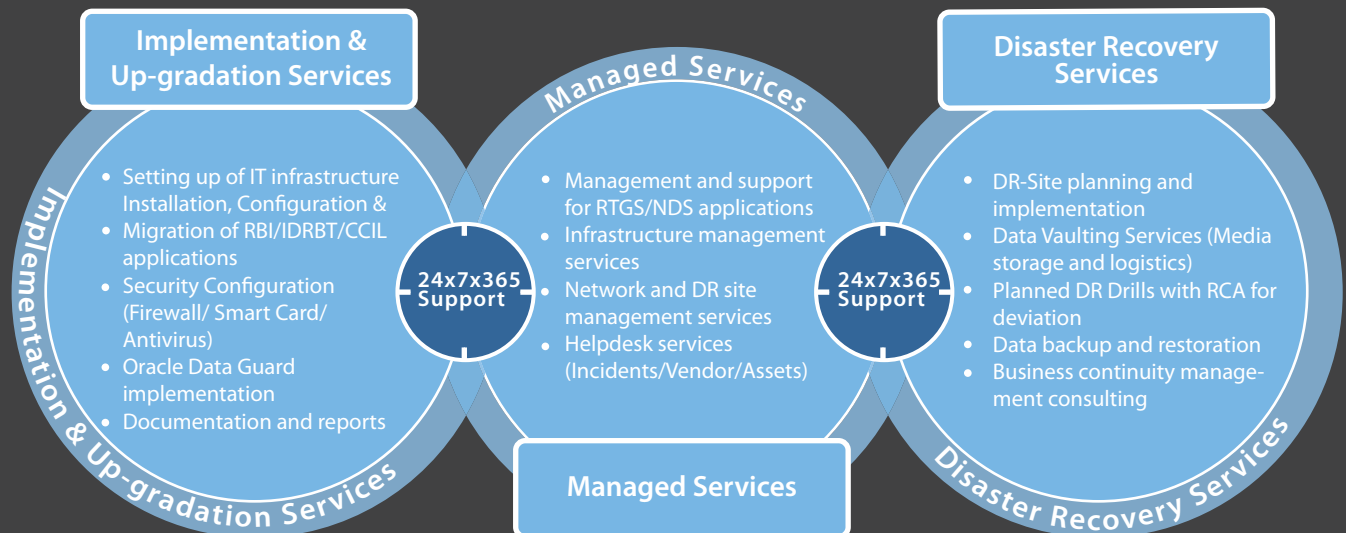 Implementation &
Up-gradation Services
Implementation & Up-gradation Services
• Setting up of IT infrastructure
Installation, Configuration &
• Migration of RBI/IDRBT/CCIL
applications
• Security Configuration
(Firewall/ Smart Card/
Antivirus)
• Oracle Data Guard
implementation
• Documentation and reports
24x7x365
Support
Managed Services
• Management and support
for RTGS/NDS applications
• Infrastructure management
services
• Network and DR site
management services
• Helpdesk services
(Incidents/Vendor/Assets)
Managed Services
24x7x365
Support
Disaster Recovery
Services
• DR-Site planning and
implementation
• Data Vaulting Services (Media
storage and logistics)
• Planned DR Drills with RCA for
deviation
• Data backup and restoration
• Business continuity manage-
ment consulting
Disaster Recovery Services